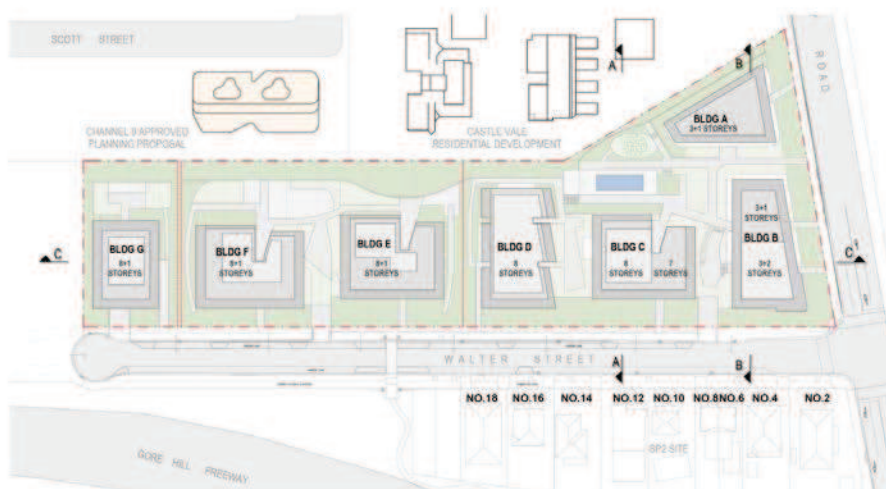 SCOTT STREET
ROAD
A
B
CHANNEL 9 APPROVED
PLANNING PROPOSAL
CASTLE VALE
RESIDENTIAL DEVELOPMENT
BLDG A
3+1 STOREYS
BLDG G
8+1
STOREYS
BLDG F
STOREYS
BLDG E
8+1
STOREYS
BLDG D
8
STOREYS
BLDG C
6
STOREYS
7
STOREYS
3+1
STOREYS
BLDG B
3+2
STOREYS
C
C
WALTER STREET
A
B
NO.18
NO.16
NO.14
NO.12
NO.10
NO.8
NO.6
NO.4
NO.2
SP2 SITE
GORE HILL FREEWAY